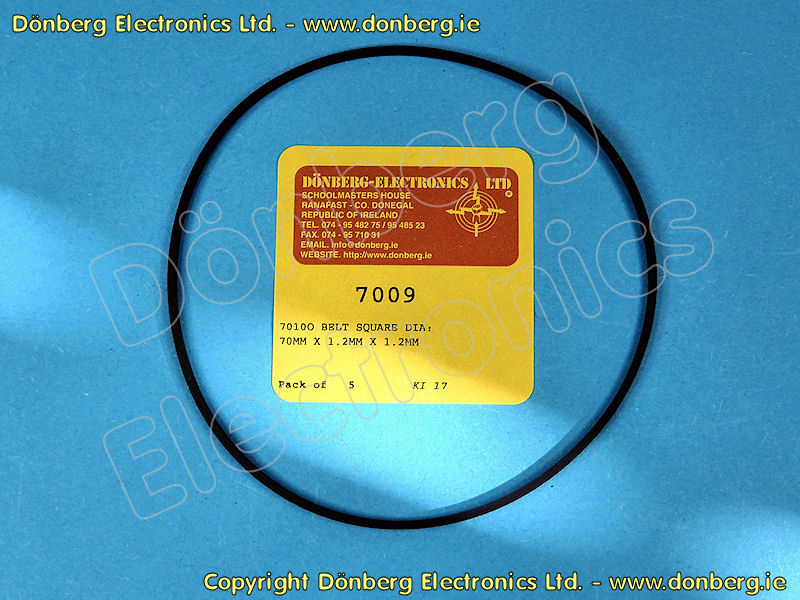 Dönberg Electronics Ltd. - www.donberg.ie
DÖNBERG-ELECTRONICS LTD
SCHOOLMASTERS HOUSE
RANAFAST - CO. DONEGAL
REPUBLIC OF IRELAND
TEL. 074 - 95 482 75 / 95 485 23
FAX. 074 - 95 710 31
EMAIL. info@donberg.ie
WEBSITE. http://www.donberg.ie
7009
7010O BELT SQUARE DIA:
70MM X 1.2MM X 1.2MM
Pack of 5 KI 17
Dönberg
Electronics
Copyright Dönberg Electronics Ltd. - www.donberg.ie